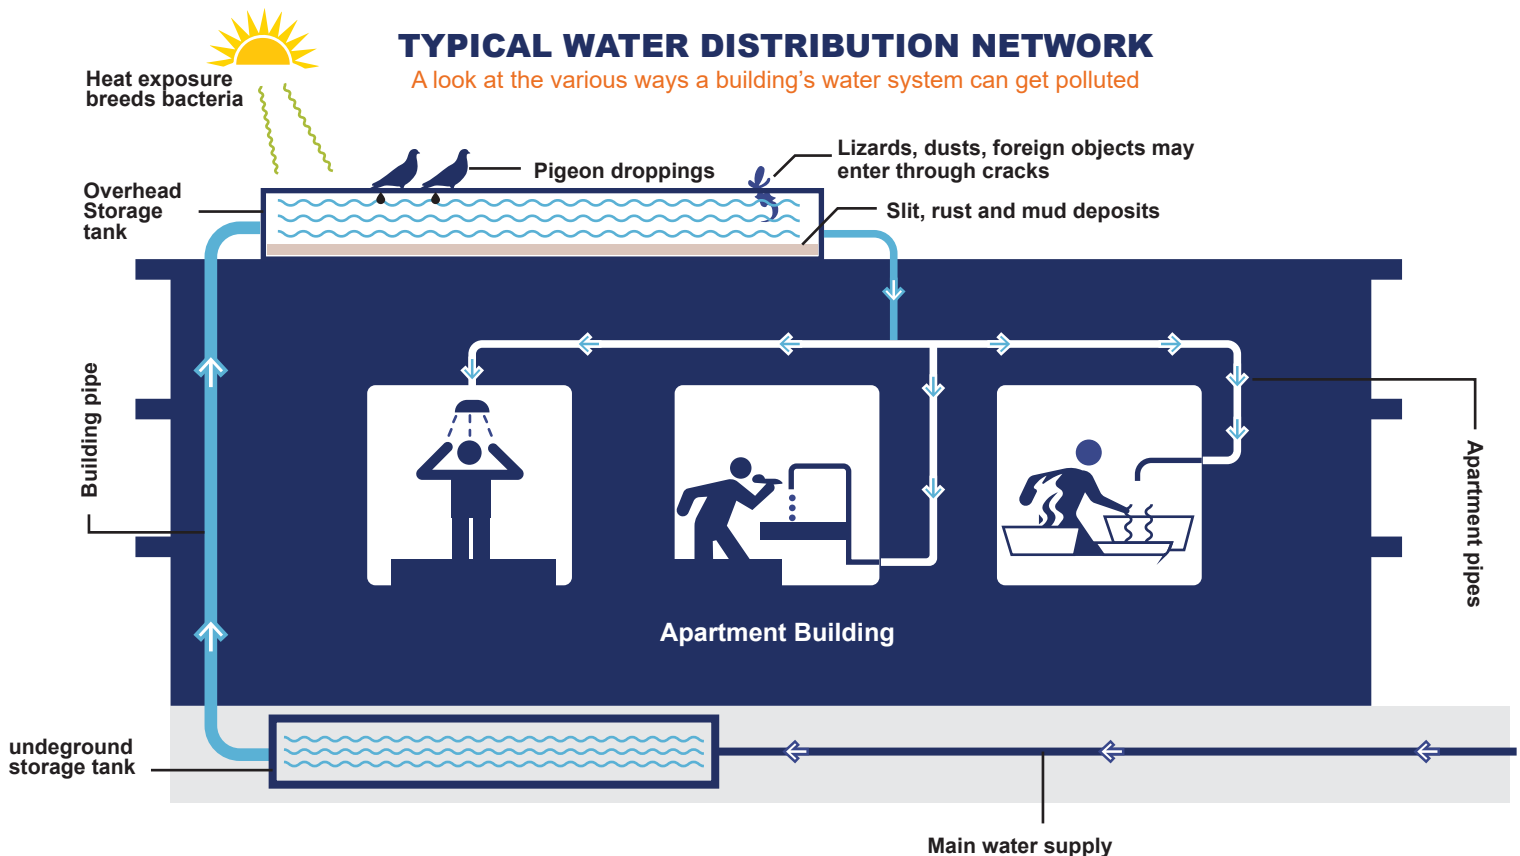 TYPICAL WATER DISTRIBUTION NETWORK
A look at the various ways a building's water system can get polluted
Heat exposure
breeds bacteria
Pigeon droppings
Lizards, dusts, foreign objects may
enter through cracks
Overhead
Storage
tank
Slit, rust and mud deposits
Building pipe
Apartment pipes
Apartment Building
undeground
storage tank
Main water supply